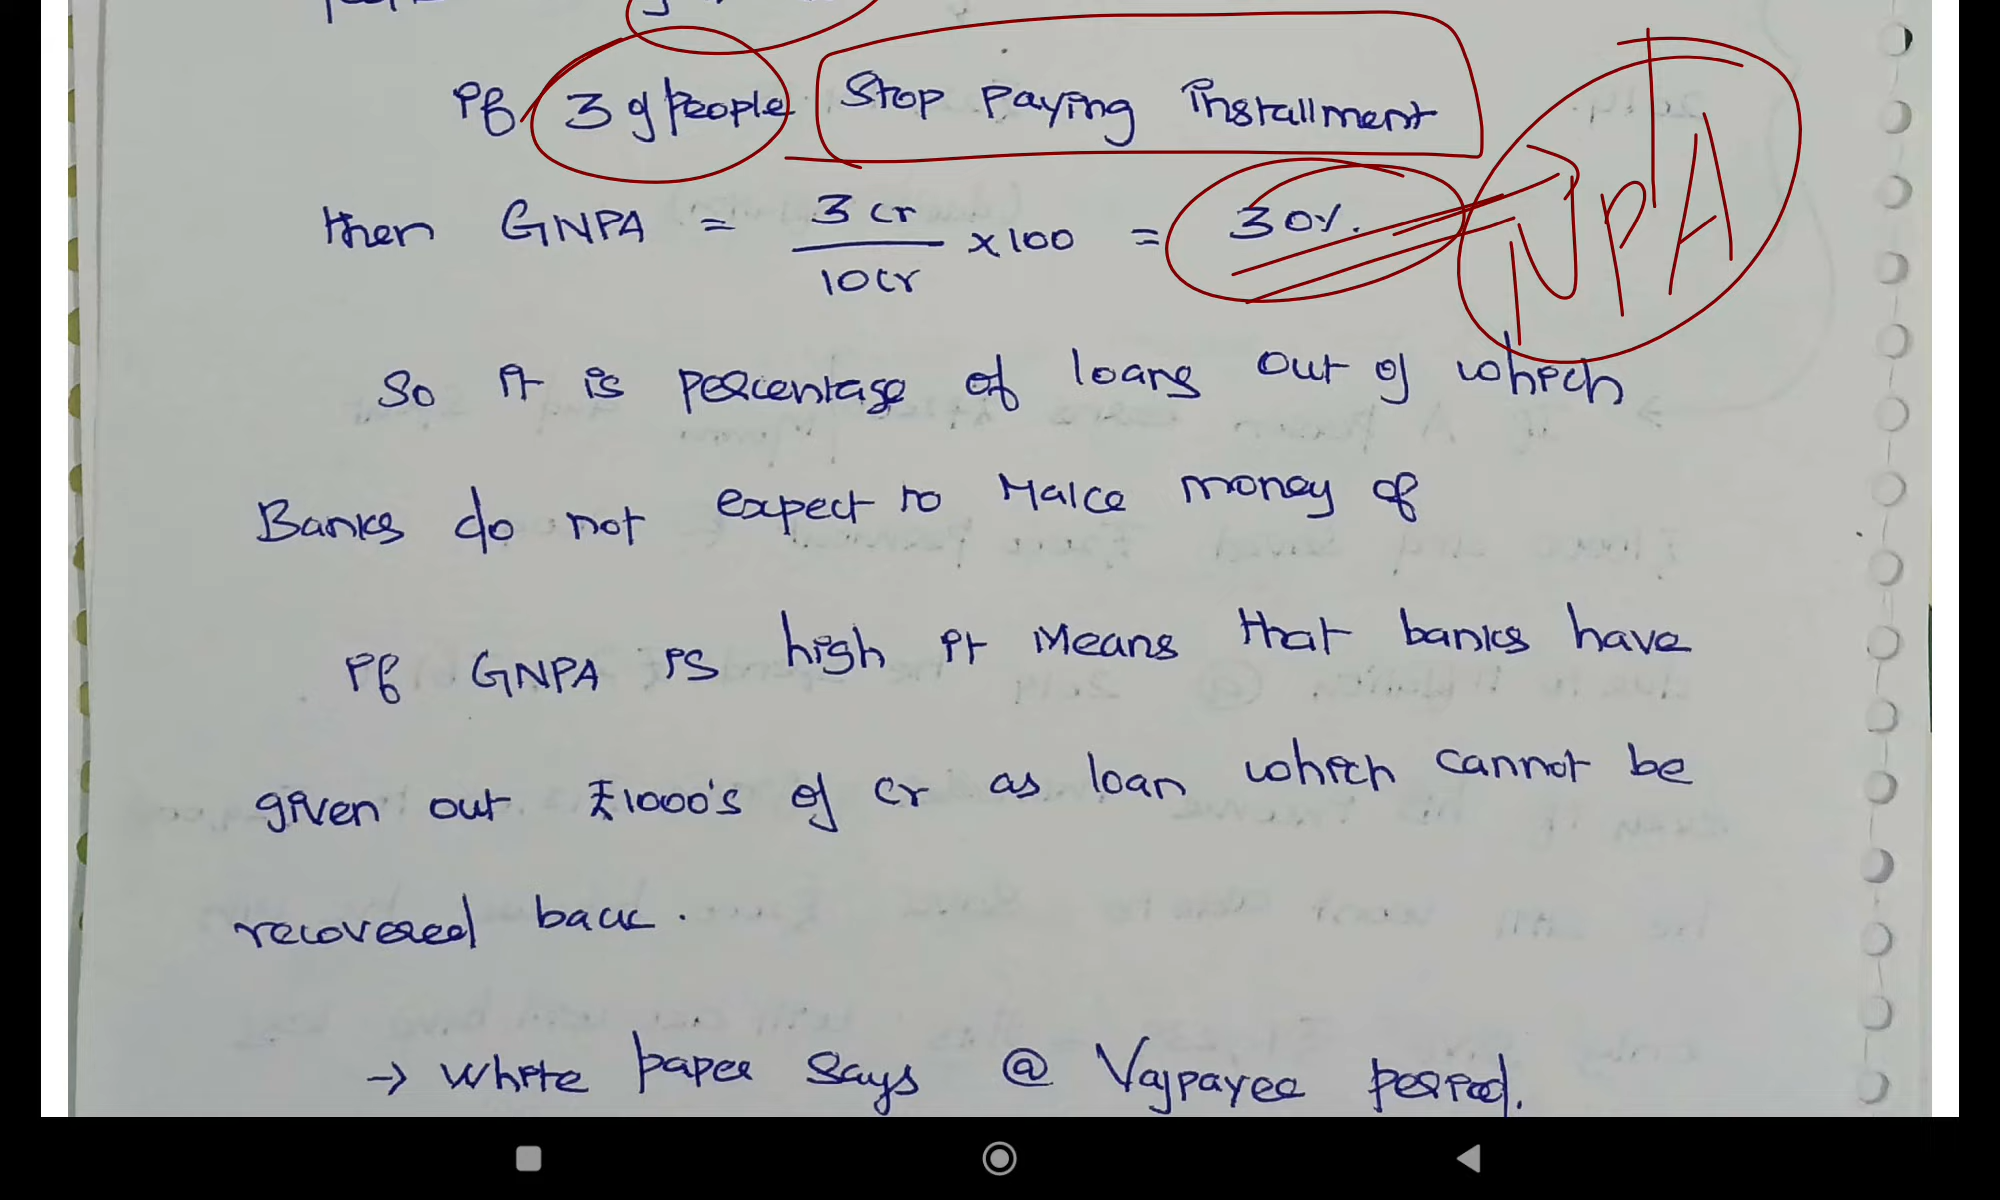 If 3 of people Stop paying installment
then GNPA = 3 cr / 10 cr x 100 = 30%. NPA
So it is percentage of loans out of which
Banks do not expect to Make money of
If GNPA is high it Means that banks have
given out ₹1000's of cr as loan which cannot be
recovered back.
→ White paper Says @ Vajpayee period.